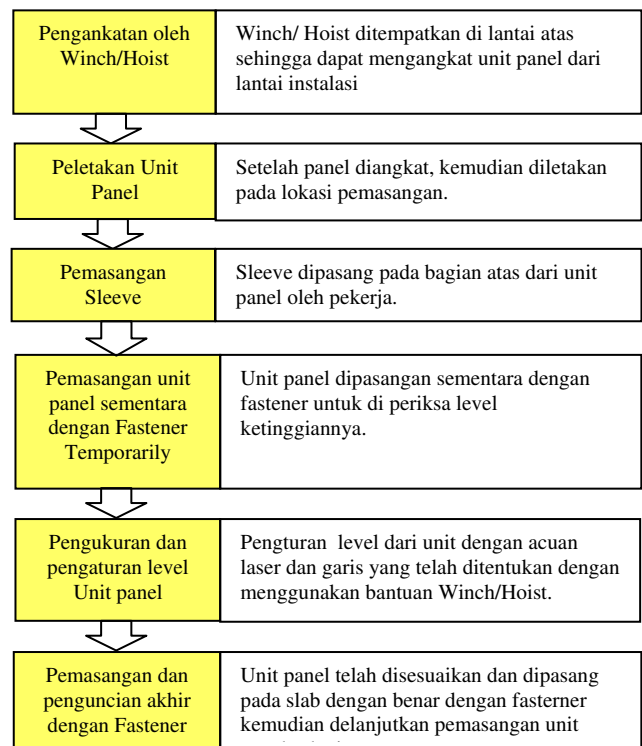 Pengankatan oleh
Winch/Hoist
Winch/ Hoist ditempatkan di lantai atas
sehingga dapat mengangkat unit panel dari
lantai instalasi
Peletakan Unit
Panel
Setelah panel diangkat, kemudian diletakan
pada lokasi pemasangan.
Pemasangan
Sleeve
Sleeve dipasang pada bagian atas dari unit
panel oleh pekerja.
Pemasangan unit
panel sementara
dengan Fastener
Temporarily
Unit panel dipasangan sementara dengan
fastener untuk di periksa level
ketinggiannya.
Pengukuran dan
pengaturan level
Unit panel
Pengturan level dari unit dengan acuan
laser dan garis yang telah ditentukan dengan
menggunakan bantuan Winch/Hoist.
Pemasangan dan
penguncian akhir
dengan Fastener
Unit panel telah disesuaikan dan dipasang
pada slab dengan benar dengan fasterner
kemudian delanjutkan pemasangan unit